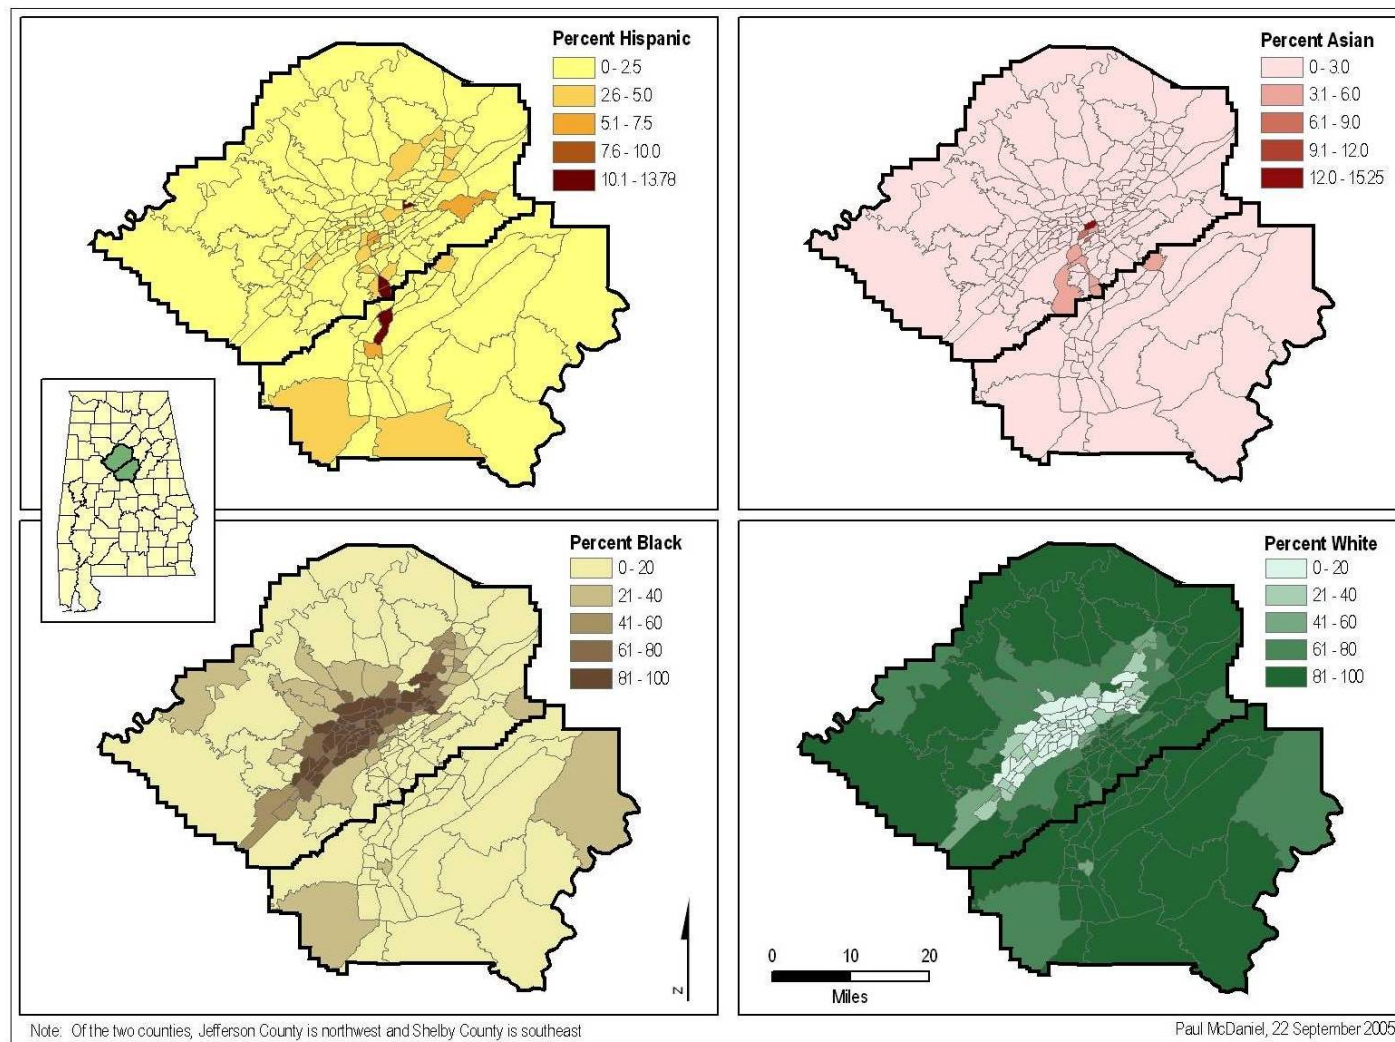 Percent Hispanic
0 - 2.5
2.6 - 5.0
5.1 - 7.5
7.6 - 10.0
10.1 - 13.78
Percent Asian
0 - 3.0
3.1 - 6.0
6.1 - 9.0
9.1 - 12.0
12.0 - 15.25
Percent Black
0 - 20
21 - 40
41 - 60
61 - 80
81 - 100
N
Percent White
0 - 20
21 - 40
41 - 60
61 - 80
81 - 100
0 10 20
Miles
Note: Of the two counties, Jefferson County is northwest and Shelby County is southeast
Paul McDaniel, 22 September 2005